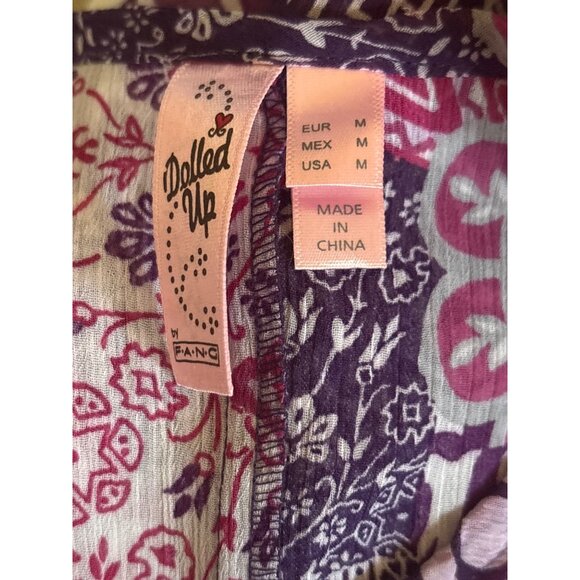 Dolled
Up
by
F.A.N.G
EUR M
MEX M
USA M
MADE
IN
CHINA